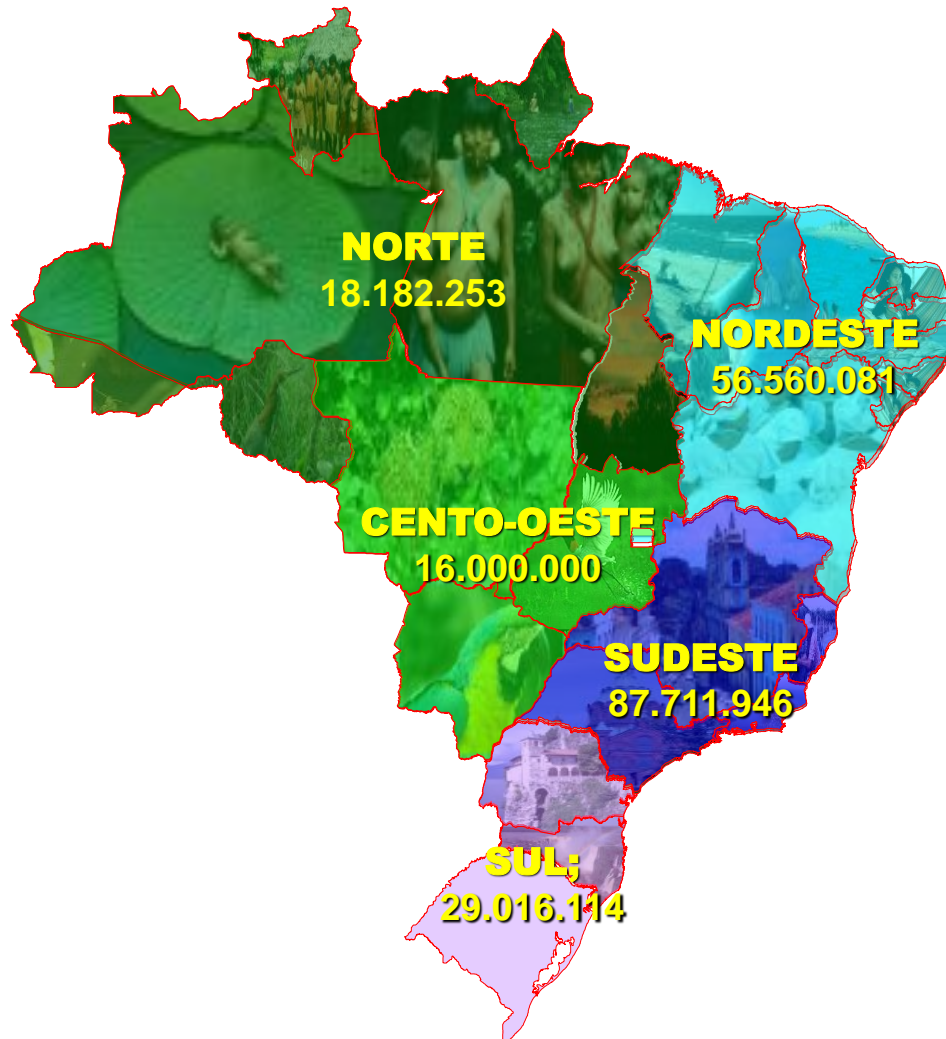 NORTE
18.182.253
NORDESTE
56.560.081
CENTO-OESTE
16.000.000
SUDESTE
87.711.946
SUL;
29.016.114